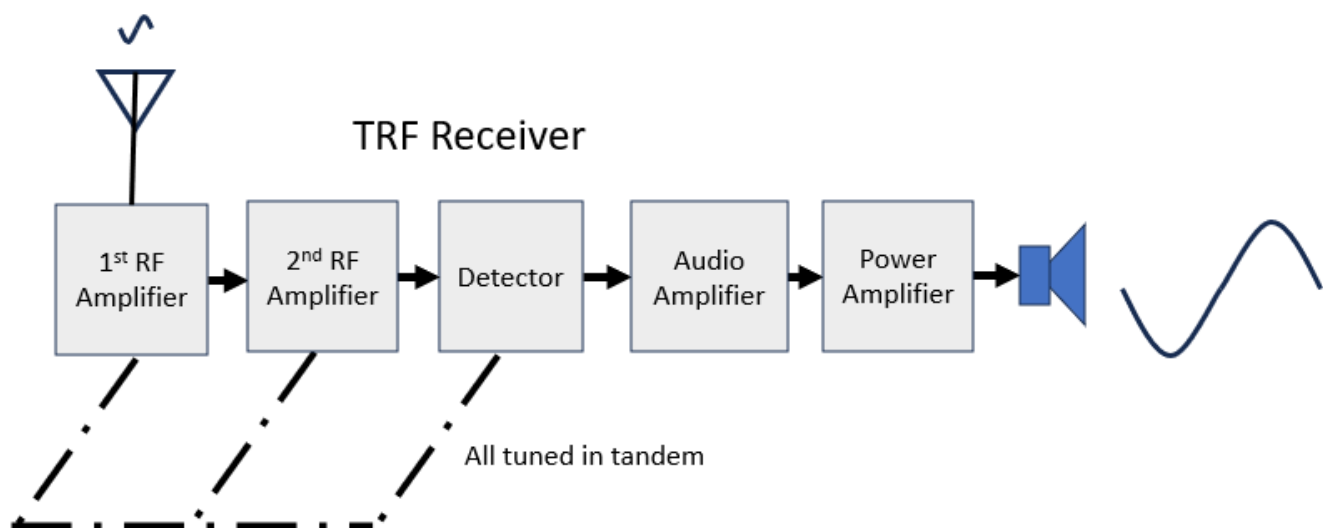 TRF Receiver
1st RF
Amplifier
2nd RF
Amplifier
Detector
Audio
Amplifier
Power
Amplifier
All tuned in tandem